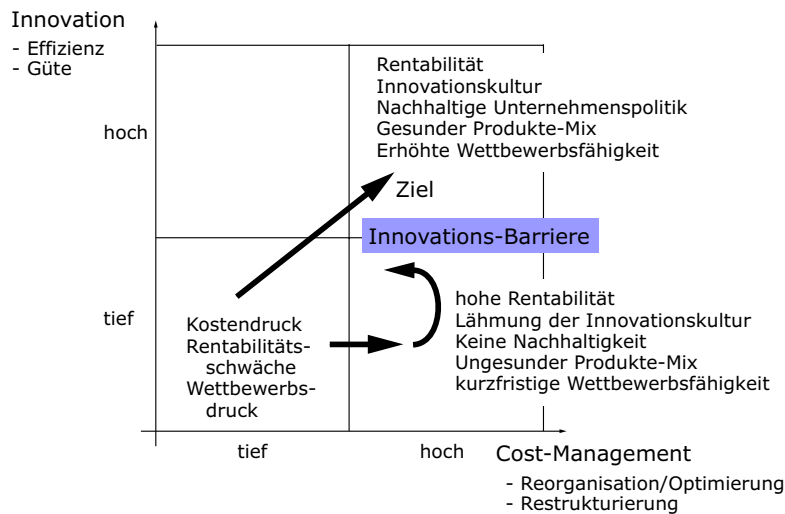 Innovation
- Effizienz
- Güte
hoch
Rentabilität
Innovationskultur
Nachhaltige Unternehmenspolitik
Gesunder Produkte-Mix
Erhöhte Wettbewerbsfähigkeit
Ziel
Innovations-Barriere
tief
Kostendruck
Rentabilitäts-
schwäche
Wettbewerbs-
druck
hohe Rentabilität
Lähmung der Innovationskultur
Keine Nachhaltigkeit
Ungesunder Produkte-Mix
kurzfristige Wettbewerbsfähigkeit
tief
hoch
Cost-Management
- Reorganisation/Optimierung
- Restrukturierung